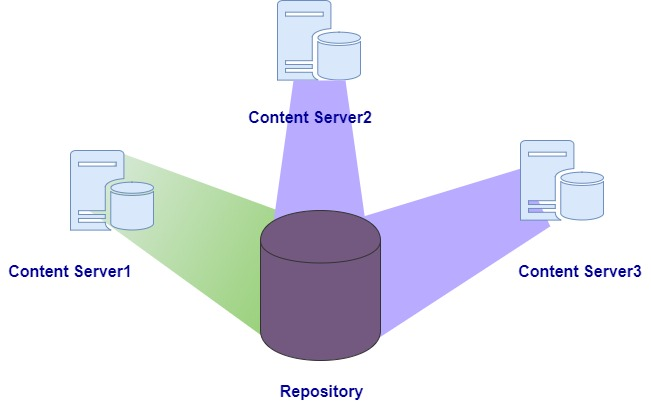 Content Server2
Content Server1
Content Server3
Repository